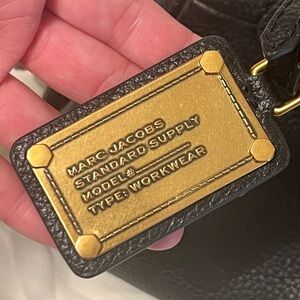 MARC JACOBS
STANDARD SUPPLY
MODEL#
TYPE: WORKWEAR